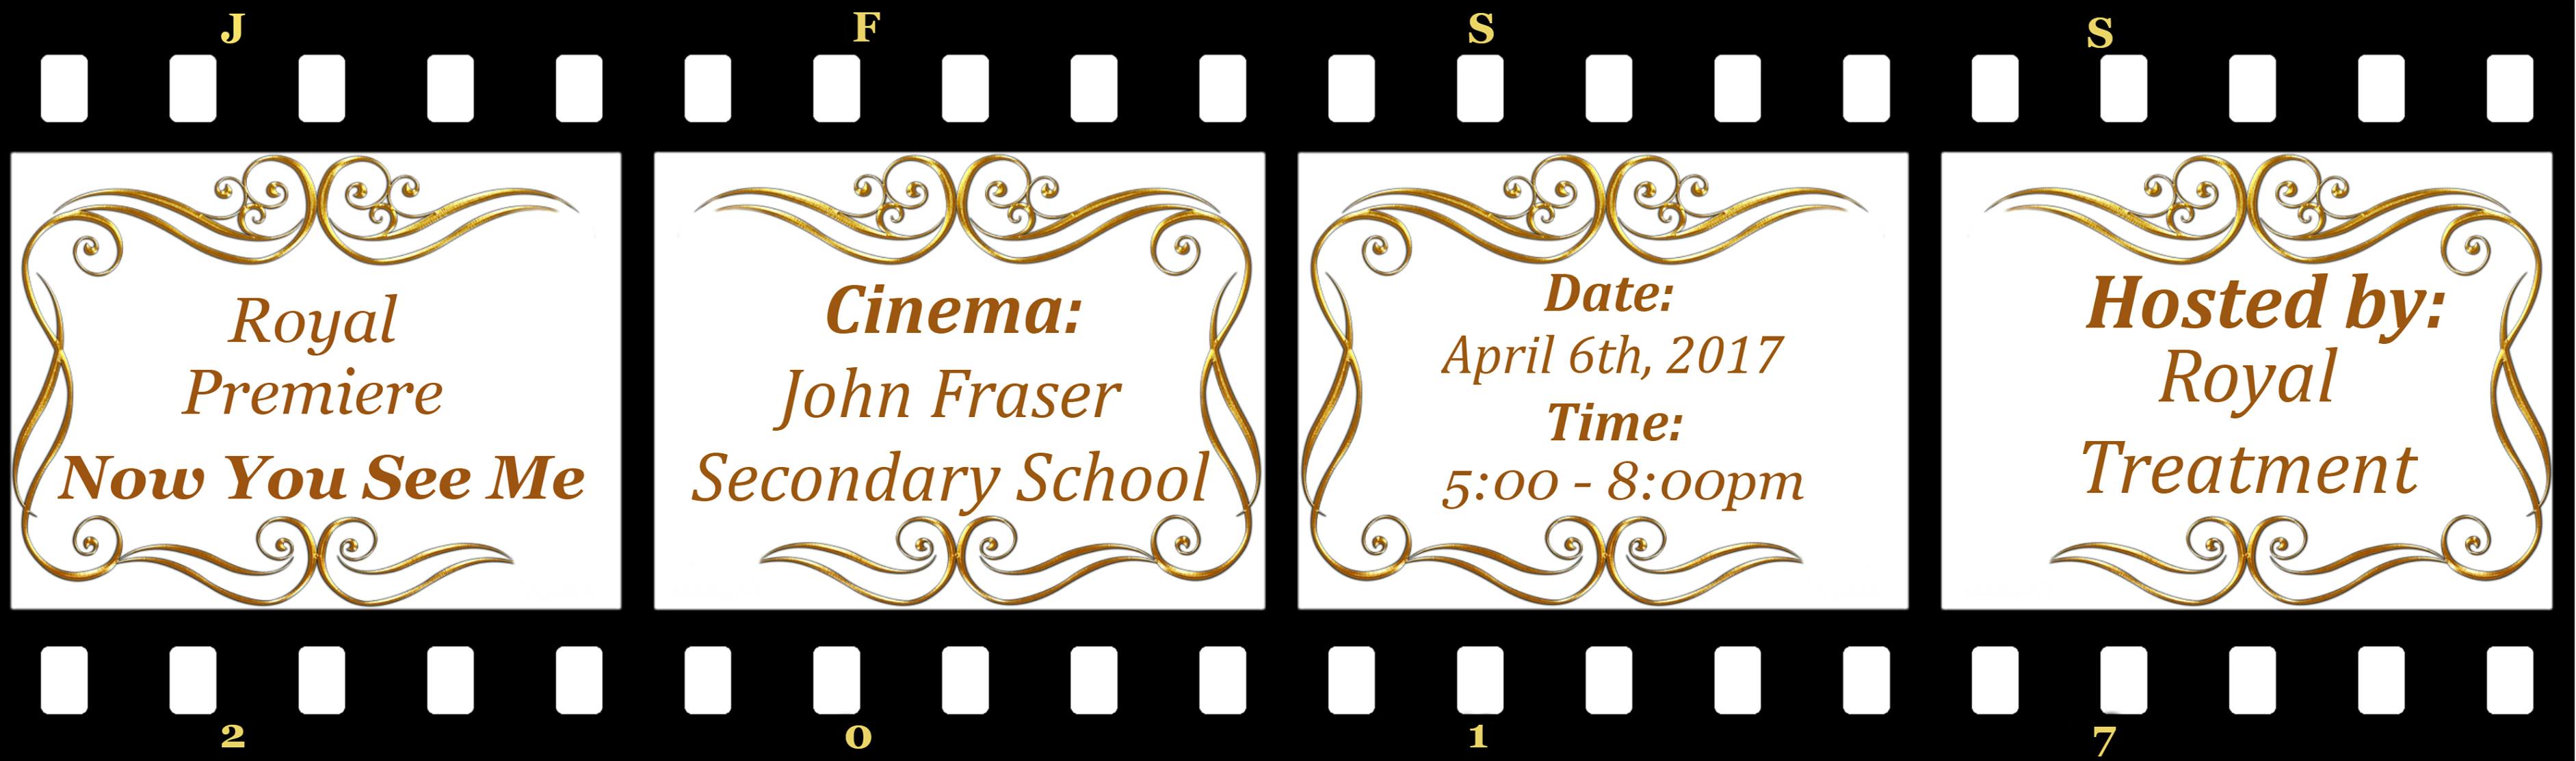 J F S S
Royal
Premiere
Now You See Me
Cinema:
John Fraser
Secondary School
Date:
April 6th, 2017
Time:
5:00 - 8:00pm
Hosted by:
Royal
Treatment
2 0 1 7